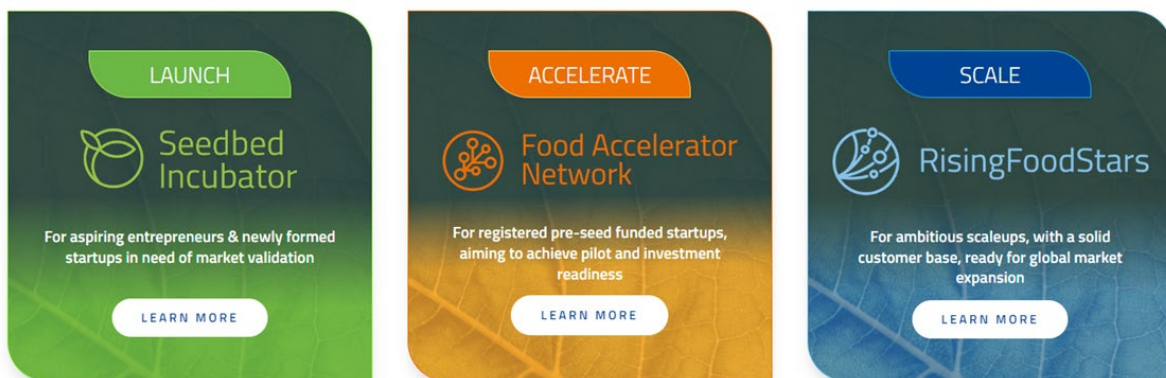 LAUNCH
Seedbed
Incubator
For aspiring entrepreneurs & newly formed
startups in need of market validation
LEARN MORE
ACCELERATE
Food Accelerator
Network
For registered pre-seed funded startups,
aiming to achieve pilot and investment
readiness
LEARN MORE
SCALE
RisingFoodStars
For ambitious scaleups, with a solid
customer base, ready for global market
expansion
LEARN MORE